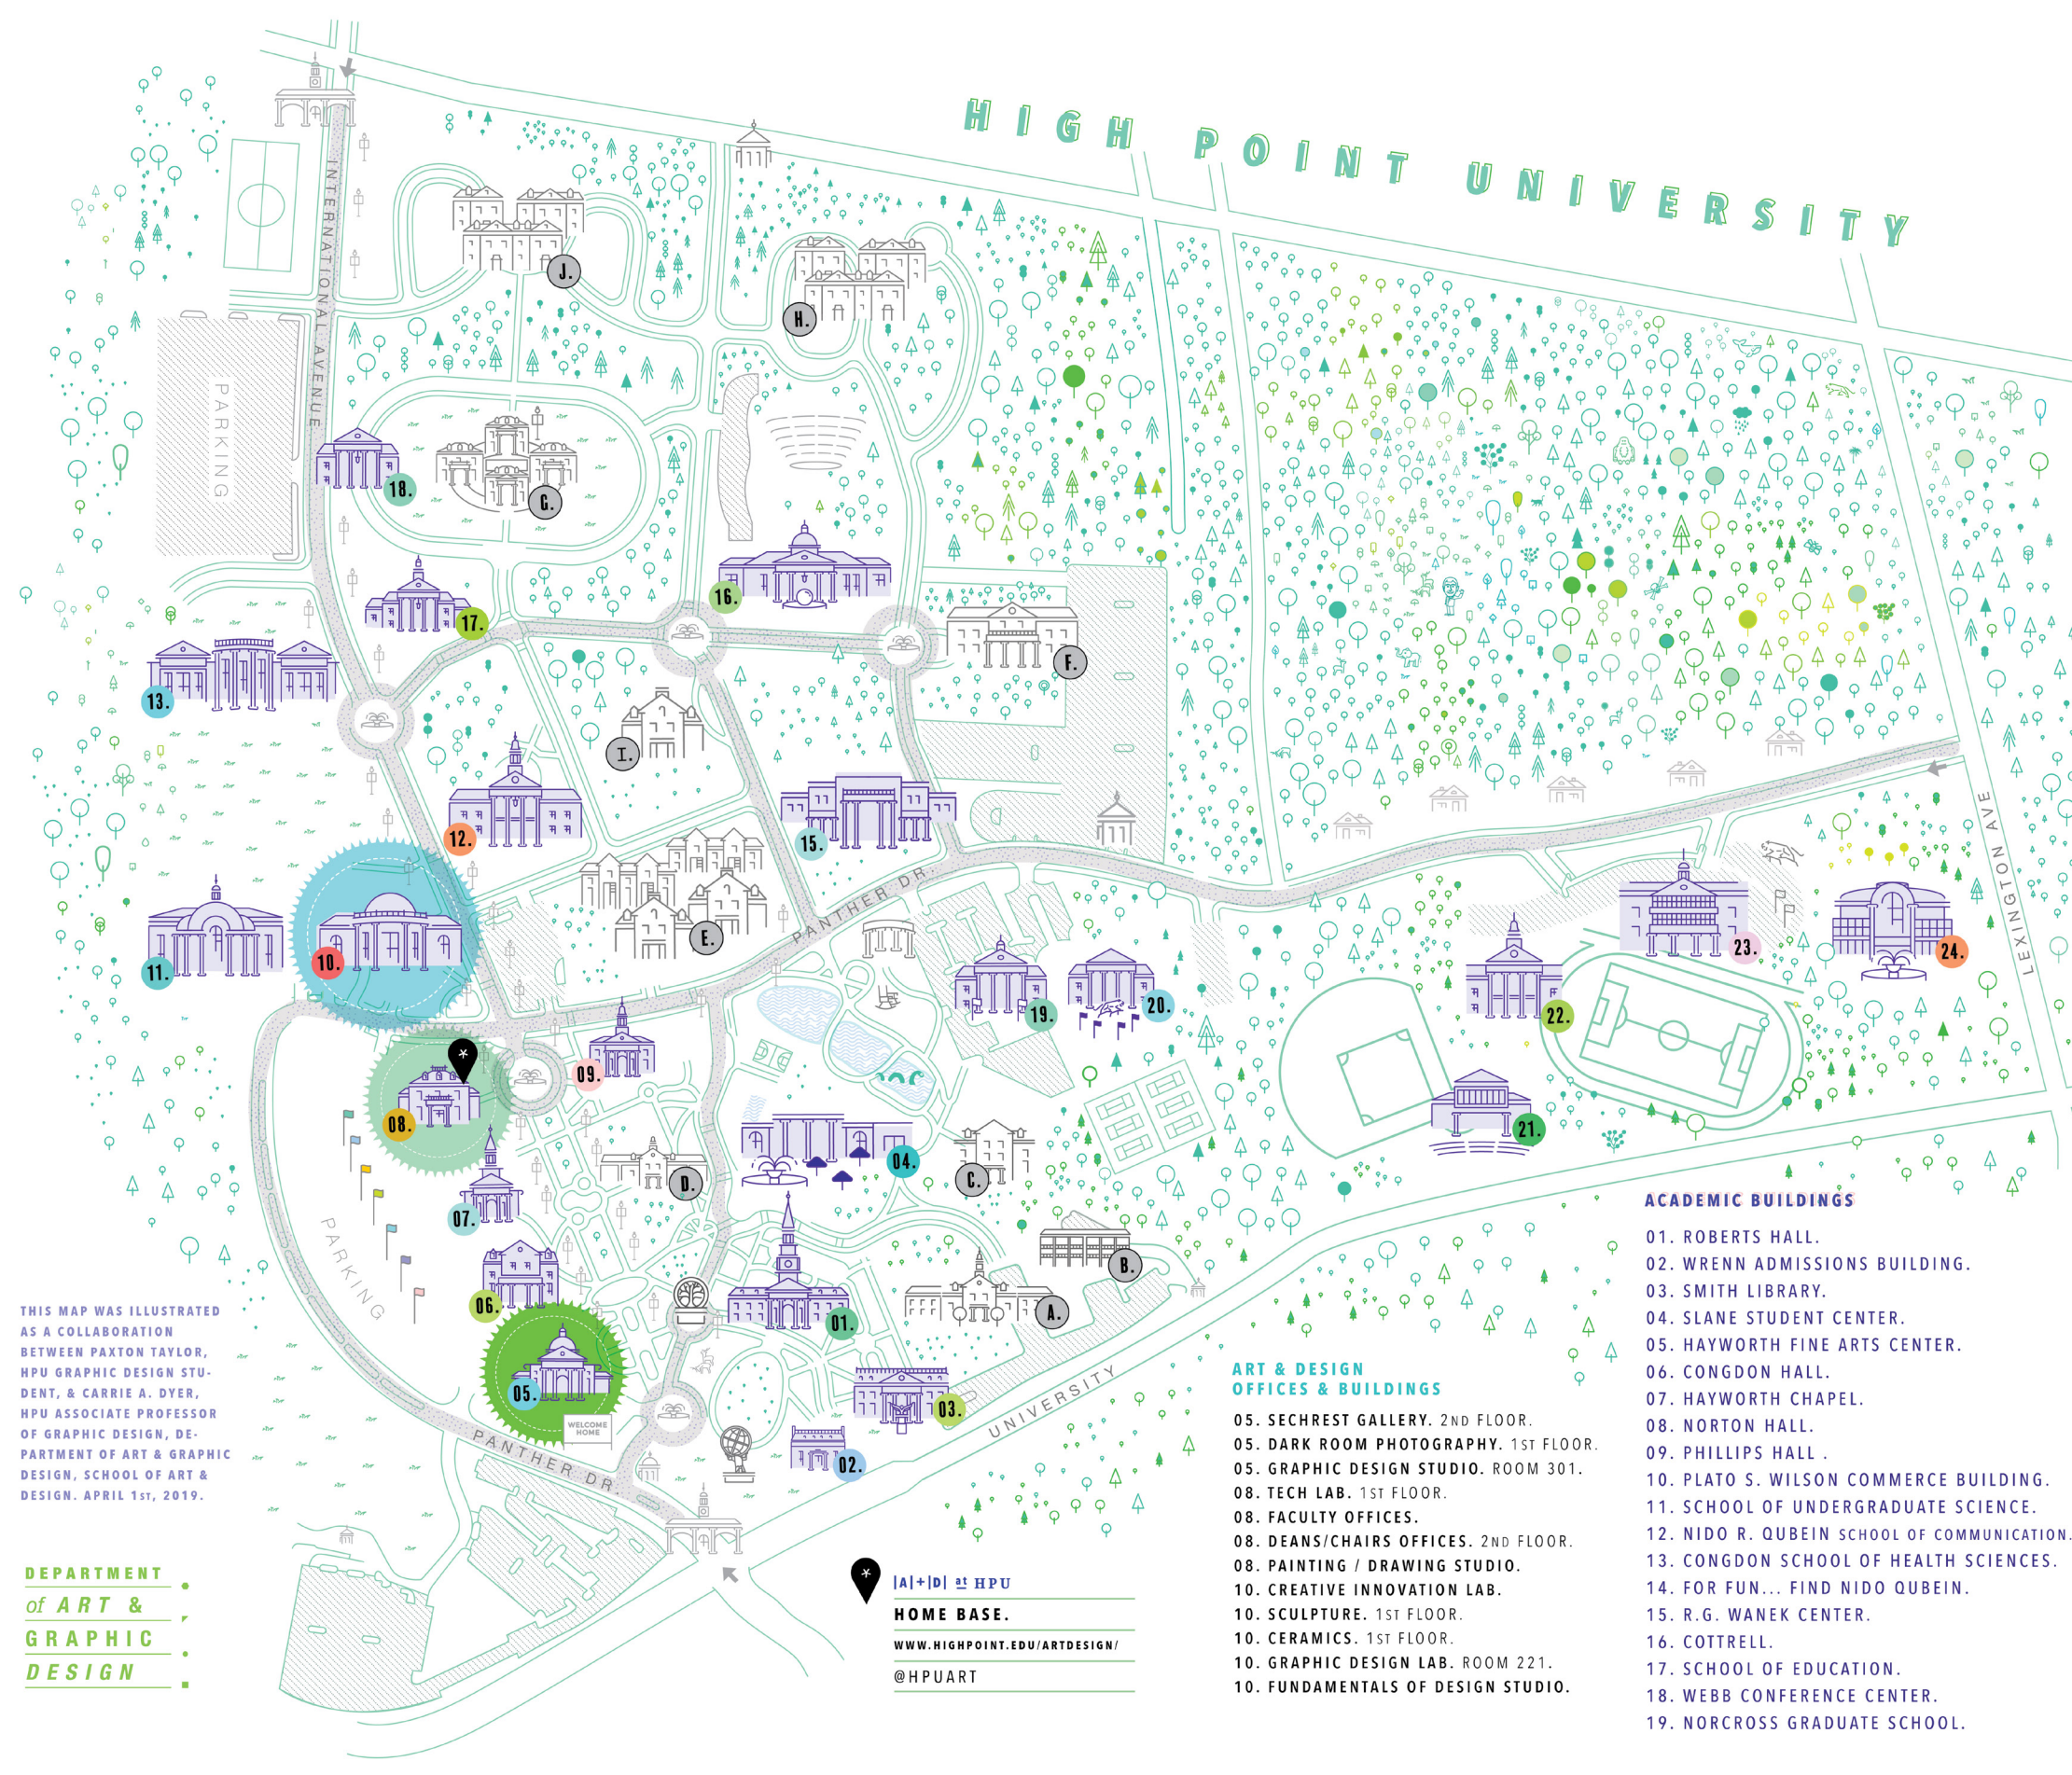 HIGH POINT UNIVERSITY
INTERNATIONAL AVENUE
PARKING
J.
H.
18.
G.
16.
17.
F.
13.
I.
12.
15.
PANTHER DR.
E.
11.
10.
19.
20.
23.
24.
22.
LEXINGTON AVE
*
09.
08.
21.
04.
D.
C.
07.
PARKING
B.
06.
A.
01.
05.
WELCOME
HOME
03.
UNIVERSITY
02.
PANTHER DR.
THIS MAP WAS ILLUSTRATED
AS A COLLABORATION
BETWEEN PAXTON TAYLOR,
HPU GRAPHIC DESIGN STU-
DENT, & CARRIE A. DYER,
HPU ASSOCIATE PROFESSOR
OF GRAPHIC DESIGN, DE-
PARTMENT OF ART & GRAPHIC
DESIGN, SCHOOL OF ART &
DESIGN. APRIL 1ST, 2019.
DEPARTMENT
of ART &
GRAPHIC
DESIGN
*
|A|+|D| at HPU
HOME BASE.
WWW.HIGHPOINT.EDU/ARTDESIGN/
@HPUART
ART & DESIGN
OFFICES & BUILDINGS
05. SECHREST GALLERY. 2ND FLOOR.
05. DARK ROOM PHOTOGRAPHY. 1ST FLOOR.
05. GRAPHIC DESIGN STUDIO. ROOM 301.
08. TECH LAB. 1ST FLOOR.
08. FACULTY OFFICES.
08. DEANS/CHAIRS OFFICES. 2ND FLOOR.
08. PAINTING / DRAWING STUDIO.
10. CREATIVE INNOVATION LAB.
10. SCULPTURE. 1ST FLOOR.
10. CERAMICS. 1ST FLOOR.
10. GRAPHIC DESIGN LAB. ROOM 221.
10. FUNDAMENTALS OF DESIGN STUDIO.
ACADEMIC BUILDINGS
01. ROBERTS HALL.
02. WRENN ADMISSIONS BUILDING.
03. SMITH LIBRARY.
04. SLANE STUDENT CENTER.
05. HAYWORTH FINE ARTS CENTER.
06. CONGDON HALL.
07. HAYWORTH CHAPEL.
08. NORTON HALL.
09. PHILLIPS HALL .
10. PLATO S. WILSON COMMERCE BUILDING.
11. SCHOOL OF UNDERGRADUATE SCIENCE.
12. NIDO R. QUBEIN SCHOOL OF COMMUNICATION.
13. CONGDON SCHOOL OF HEALTH SCIENCES.
14. FOR FUN... FIND NIDO QUBEIN.
15. R.G. WANEK CENTER.
16. COTTRELL.
17. SCHOOL OF EDUCATION.
18. WEBB CONFERENCE CENTER.
19. NORCROSS GRADUATE SCHOOL.